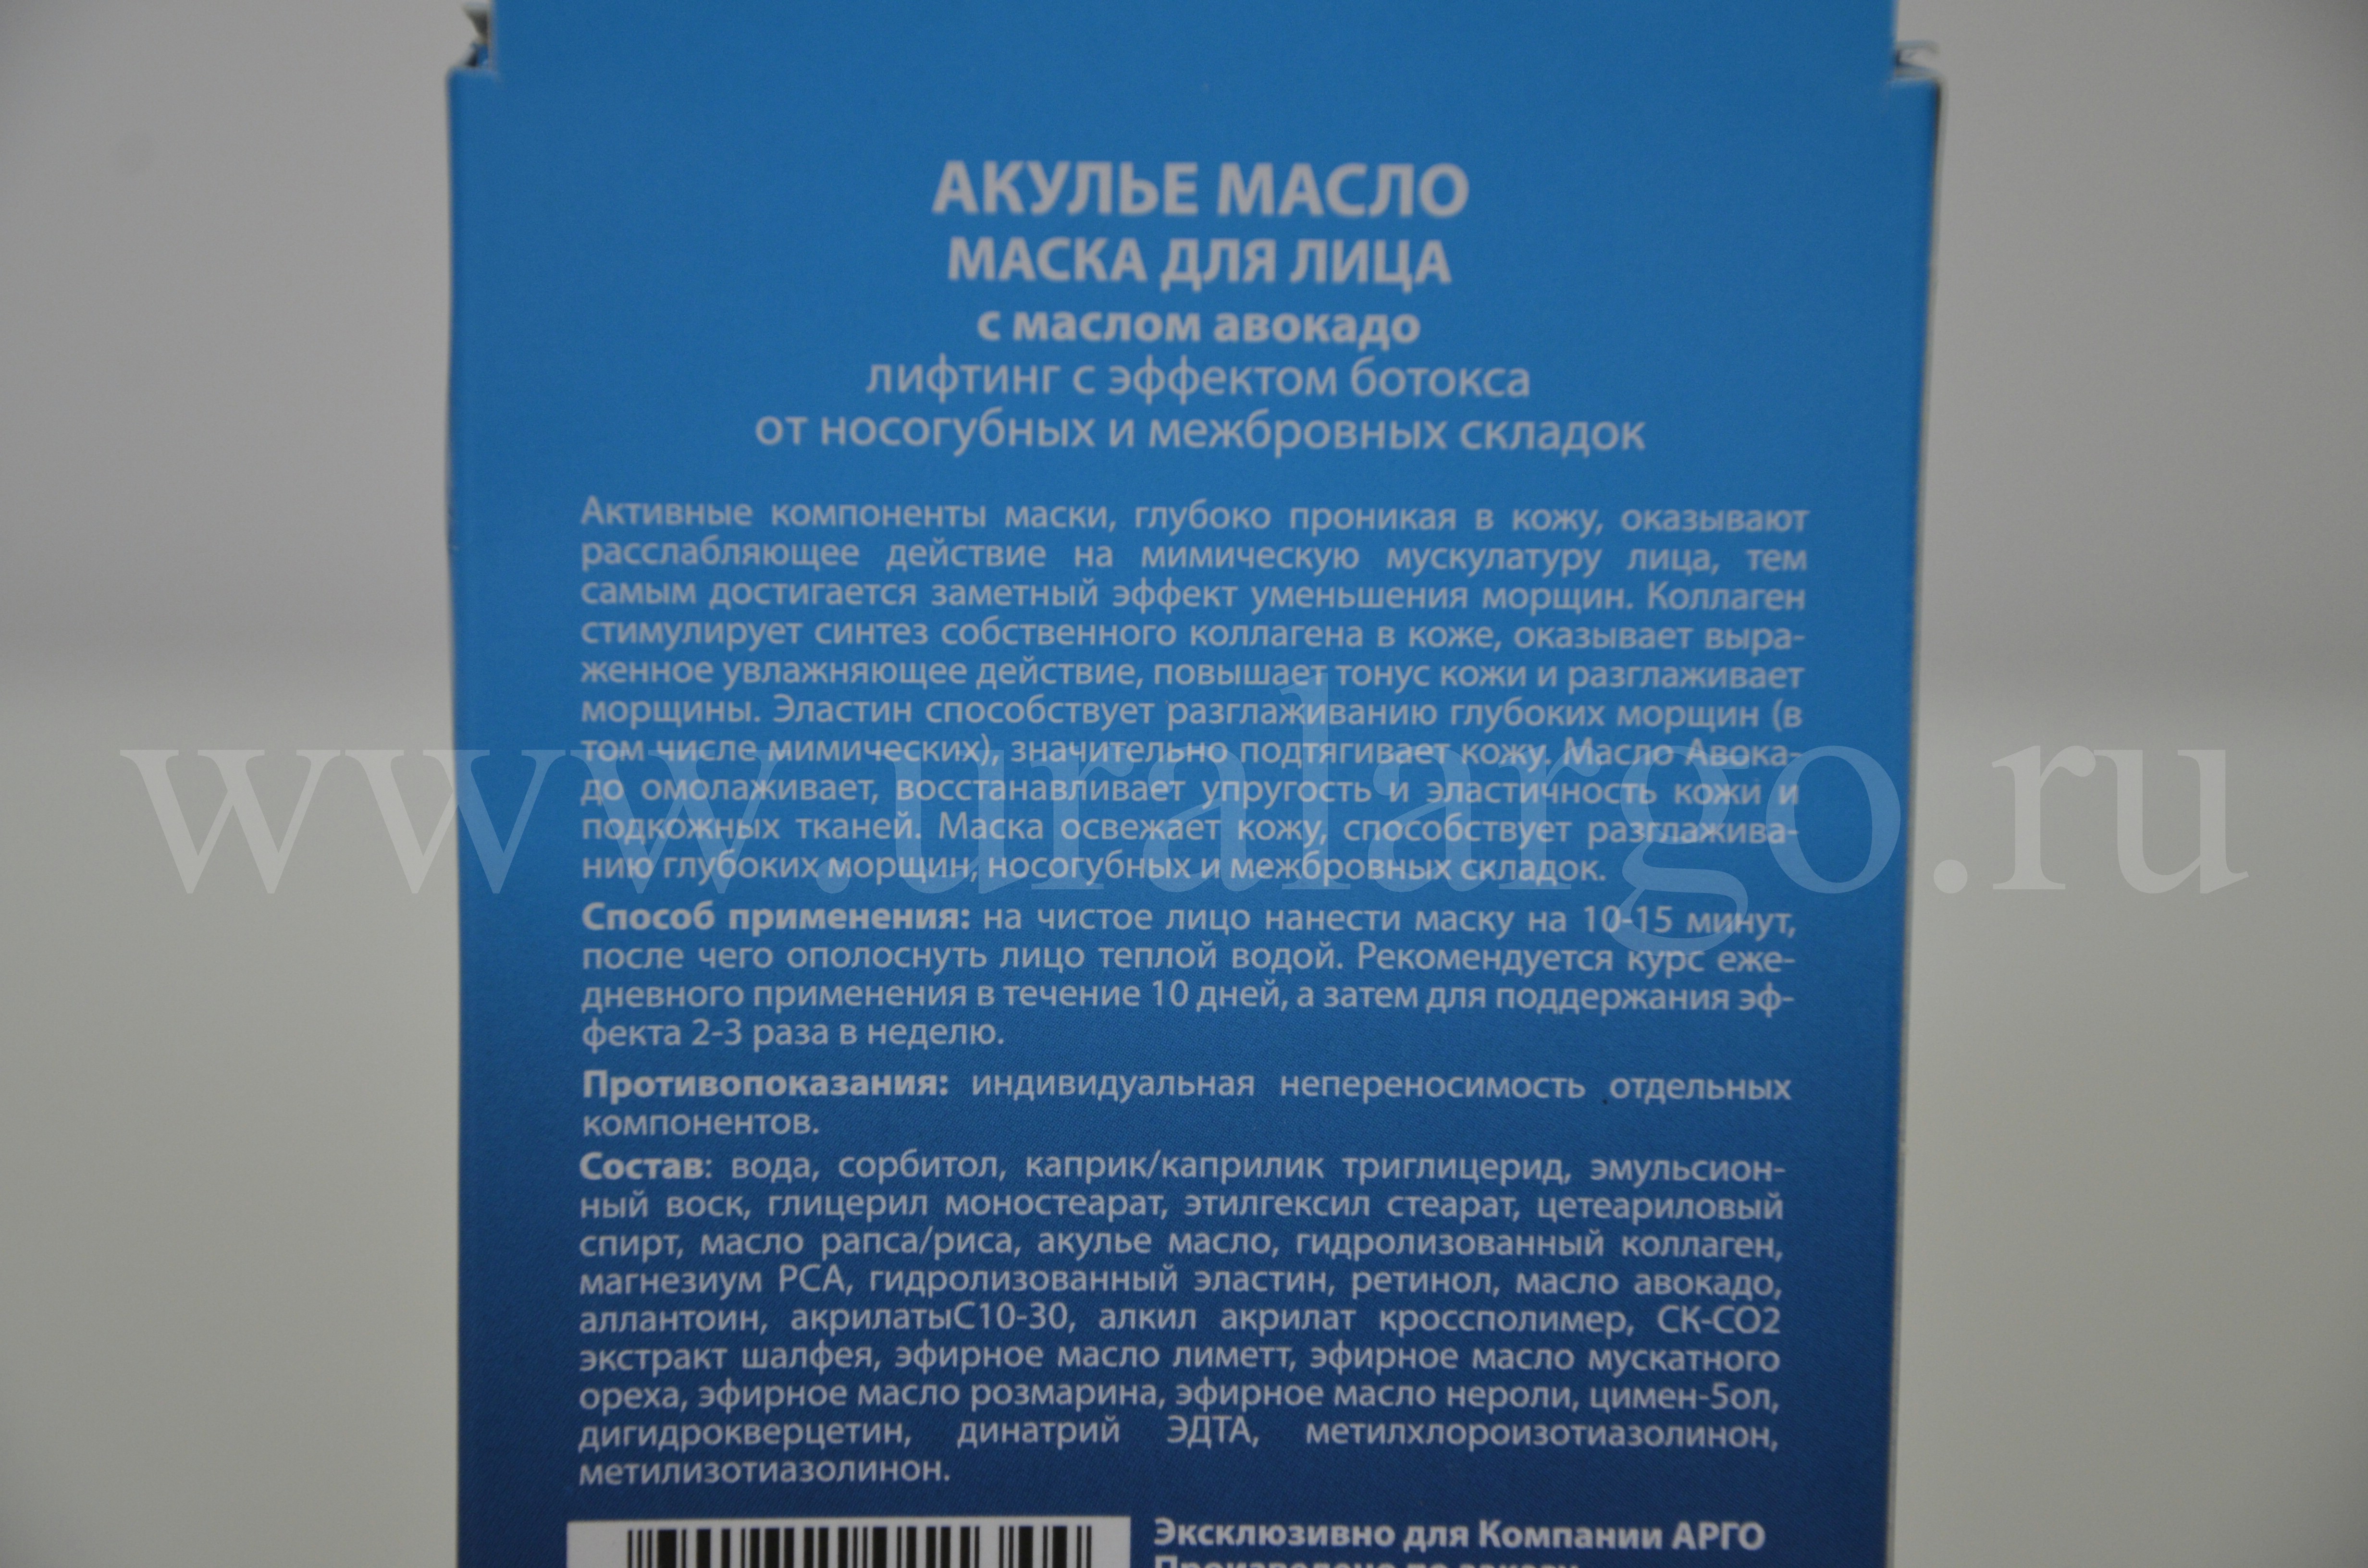 АКУЛЬЕ МАСЛО
МАСКА ДЛЯ ЛИЦА
с маслом авокадо
лифтинг с эффектом ботокса
от носогубных и межбровных складок
Активные компоненты маски, глубоко проникая в кожу, оказывают
расслабляющее действие на мимическую мускулатуру лица, тем
самым достигается заметный эффект уменьшения морщин. Коллаген
стимулирует синтез собственного коллагена в коже, оказывает выра-
женное увлажняющее действие, повышает тонус кожи и разглаживает
морщины. Эластин способствует разглаживанию глубоких морщин (в
том числе мимических), значительно подтягивает кожу. Масло Авока-
до омолаживает, восстанавливает упругость и эластичность кожи и
подкожных тканей. Маска освежает кожу, способствует разглажива-
нию глубоких морщин, носогубных и межбровных складок.
www.uralargo.ru
Способ применения: на чистое лицо нанести маску на 10-15 минут,
после чего ополоснуть лицо теплой водой. Рекомендуется курс еже-
дневного применения в течение 10 дней, а затем для поддержания эф-
фекта 2-3 раза в неделю.
Противопоказания: индивидуальная непереносимость отдельных
компонентов.
Состав: вода, сорбитол, каприк/каприлик триглицерид, эмульсион-
ный воск, глицерил моностеарат, этилгексил стеарат, цетеариловый
спирт, масло рапса/риса, акулье масло, гидролизованный коллаген,
магнезиум РСА, гидролизованный эластин, ретинол, масло авокадо,
аллантоин, акрилатыС10-30, алкил акрилат кроссполимер, СК-СО2
экстракт шалфея, эфирное масло лиметт, эфирное масло мускатного
ореха, эфирное масло розмарина, эфирное масло нероли, цимен-5ол,
дигидрокверцетин, динатрий ЭДТА, метилхлороизотиазолинон,
метилизотиазолинон.
Эксклюзивно для Компании АРГО